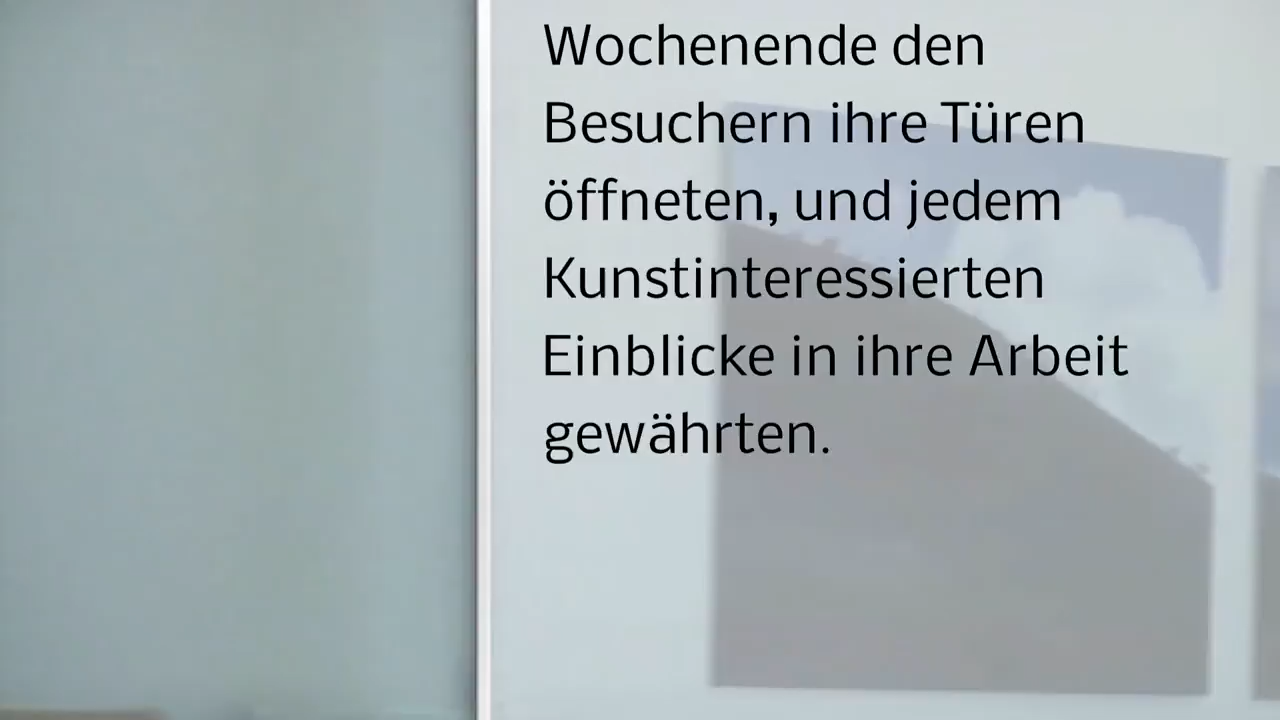 Wochenende den
Besuchern ihre Türen
öffneten, und jedem
Kunstinteressierten
Einblicke in ihre Arbeit
gewährten.